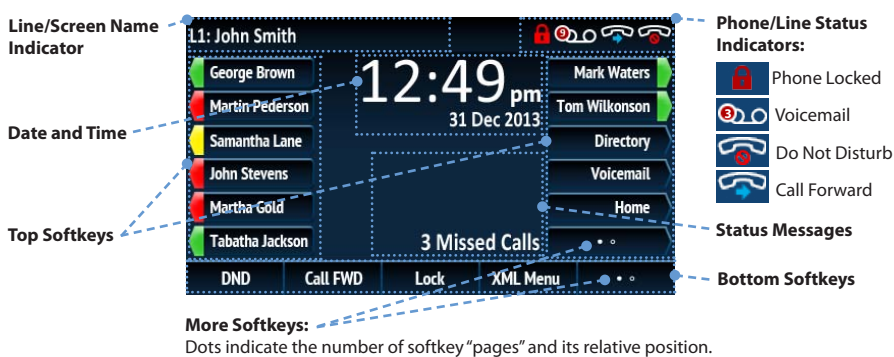 Line/Screen Name
Indicator
L1: John Smith
9
Phone/Line Status
Indicators:
Phone Locked
3
Voicemail
Do Not Disturb
Call Forward
George Brown
Martin Pederson
Samantha Lane
John Stevens
Martha Gold
Tabatha Jackson
12:49 pm
31 Dec 2013
3 Missed Calls
Mark Waters
Tom Wilkonson
Directory
Voicemail
Home
Date and Time
Top Softkeys
Status Messages
DND Call FWD Lock XML Menu
Bottom Softkeys
More Softkeys:
Dots indicate the number of softkey “pages” and its relative position.